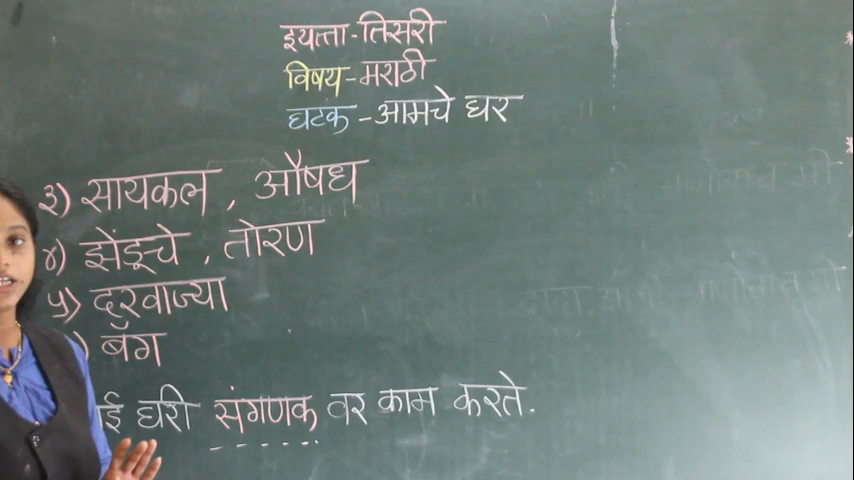 इयत्ता-तिसरी
विषय-मराठी
घटक-आमचे घर
३) सायकल, औषध
४) झेंडूचे, तोरण
५) दरवाज्या
) बॅग
ई घरी संगणक वर काम करते.